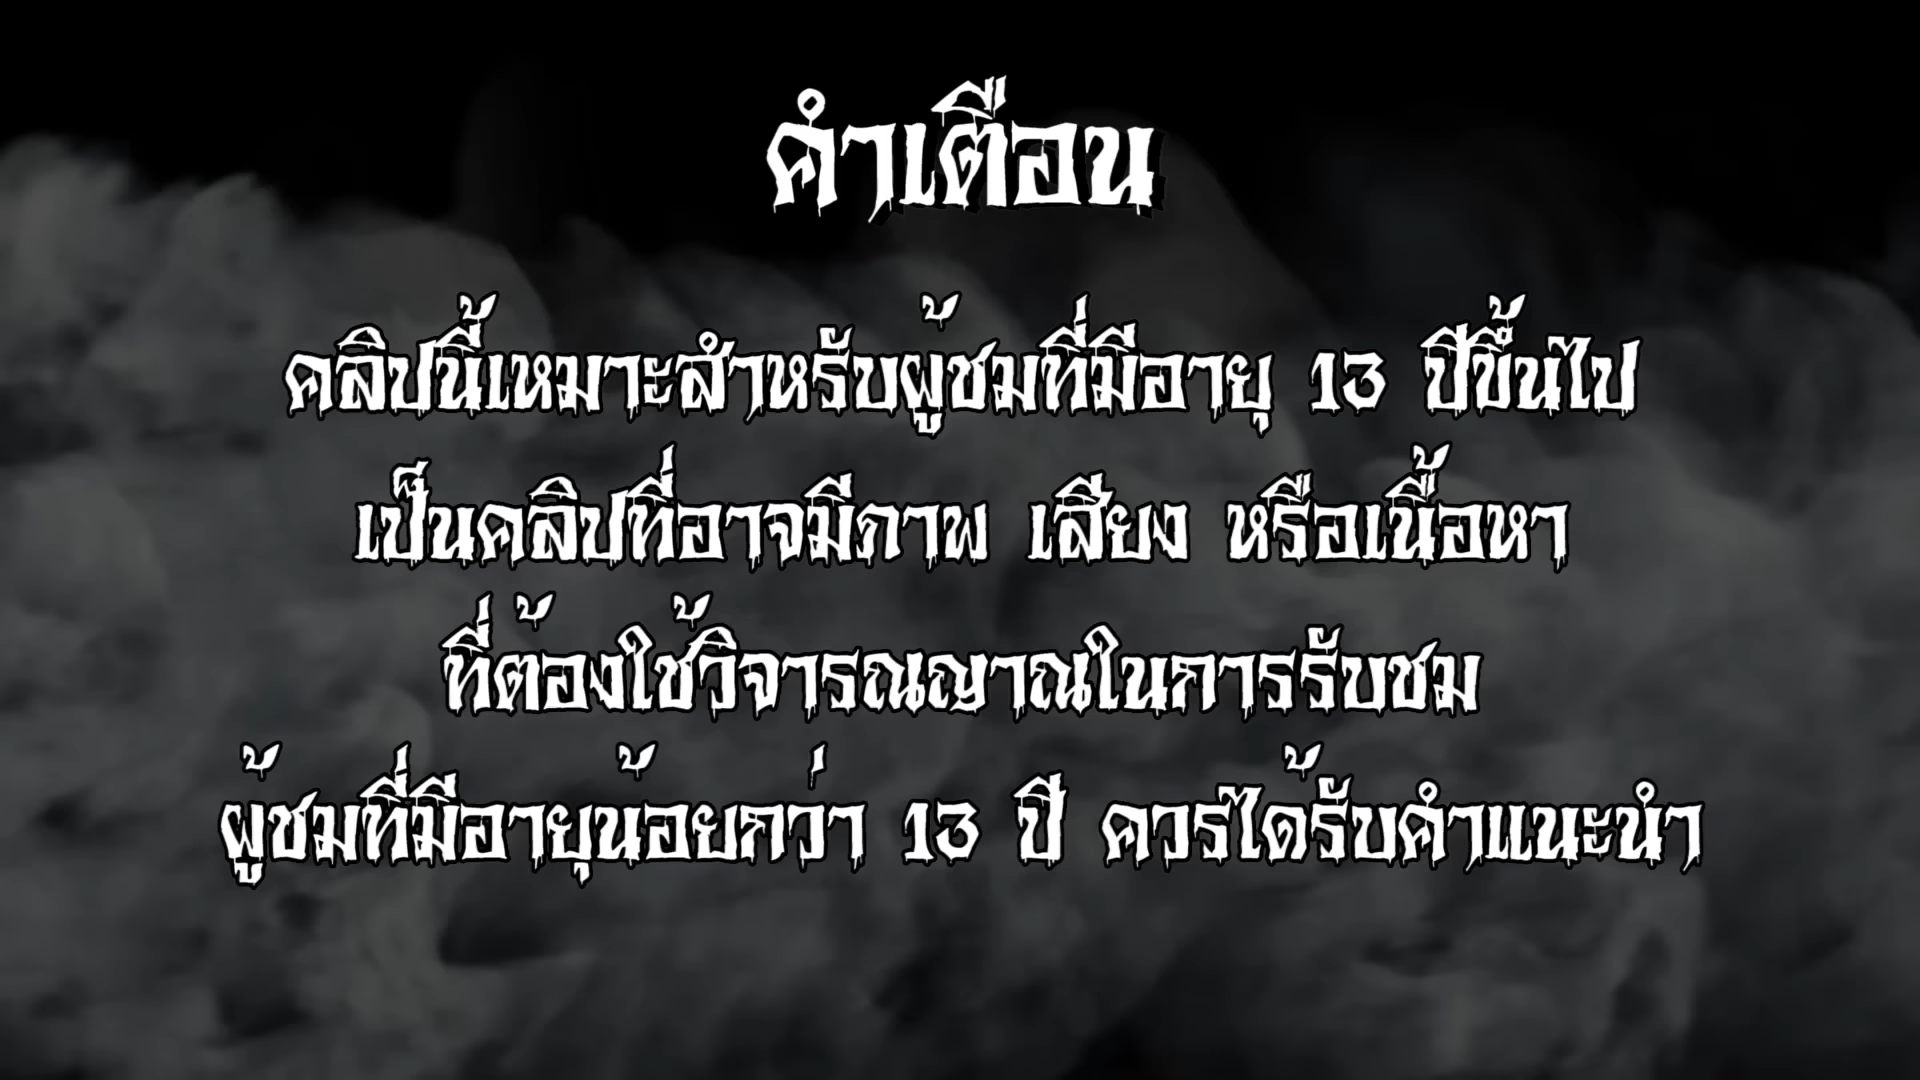 คำเตือน
คลิปนี้เหมาะสำหรับผู้ชมที่มีอายุ 13 ปีขึ้นไป
เป็นคลิปที่อาจมีภาพ เสียง หรือเนื้อหา
ที่ต้องใช้วิจารณญาณในการรับชม
ผู้ชมที่มีอายุน้อยกว่า 13 ปี ควรได้รับคำแนะนำ